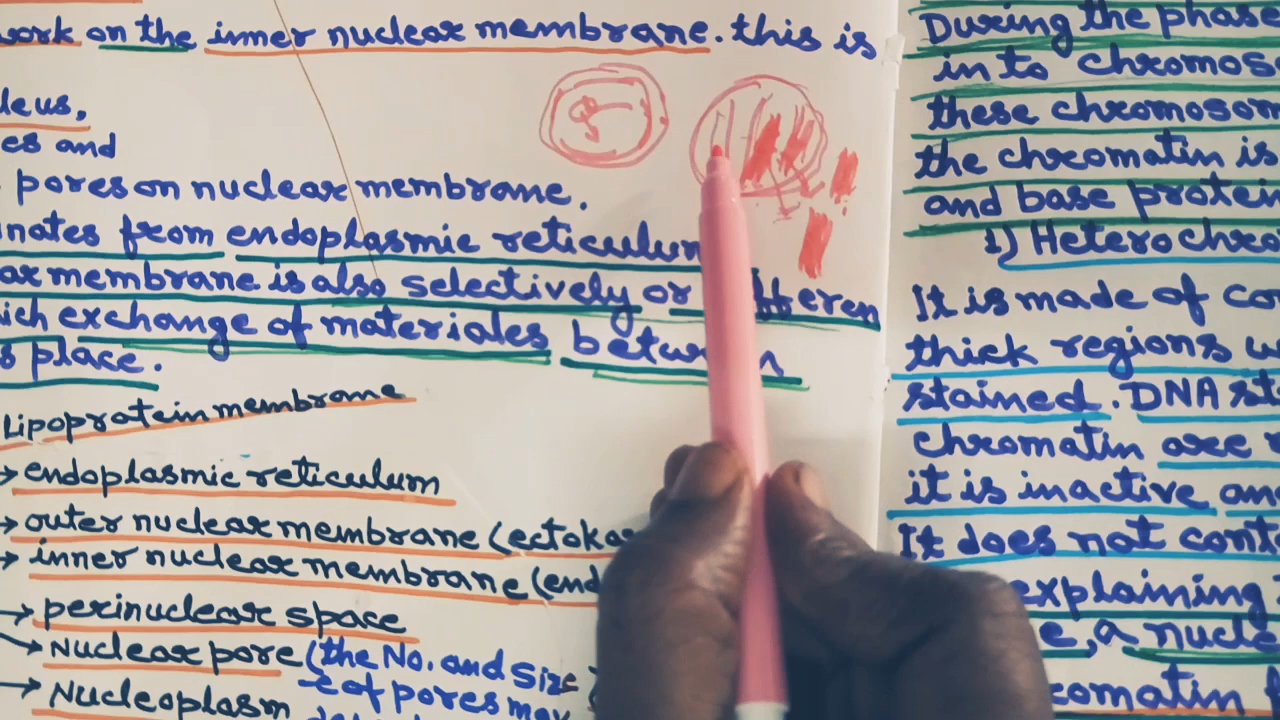 work on the inner nuclear membrane. this is
leus,
es and
pores on nuclear membrane.
nates from endoplasmic reticulum
ar membrane is also selectively or differen
ich exchange of materiales between
s place.
Lipoprotein membrane
→endoplasmic reticulum
→outer nuclear membrane (ectoka
→inner nuclear membrane (end
→perinuclear space
→Nuclear pore (the No. and Size
of pores may
→Nucleoplasm
During the phase
in to chromos
these chromosom
the chromatin is
and base protein
1) Heterochro
It is made of co
thick regions w
stained. DNA st
chromatin are
it is inactive an
It does not cont
explaining
e, a nucle
romatin f